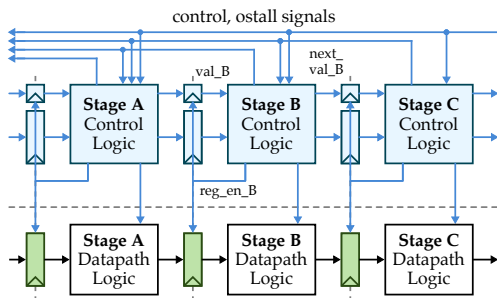 control, ostall signals
val_B
next_
val_B
Stage A
Control
Logic
Stage B
Control
Logic
Stage C
Control
Logic
reg_en_B
Stage A
Datapath
Logic
Stage B
Datapath
Logic
Stage C
Datapath
Logic